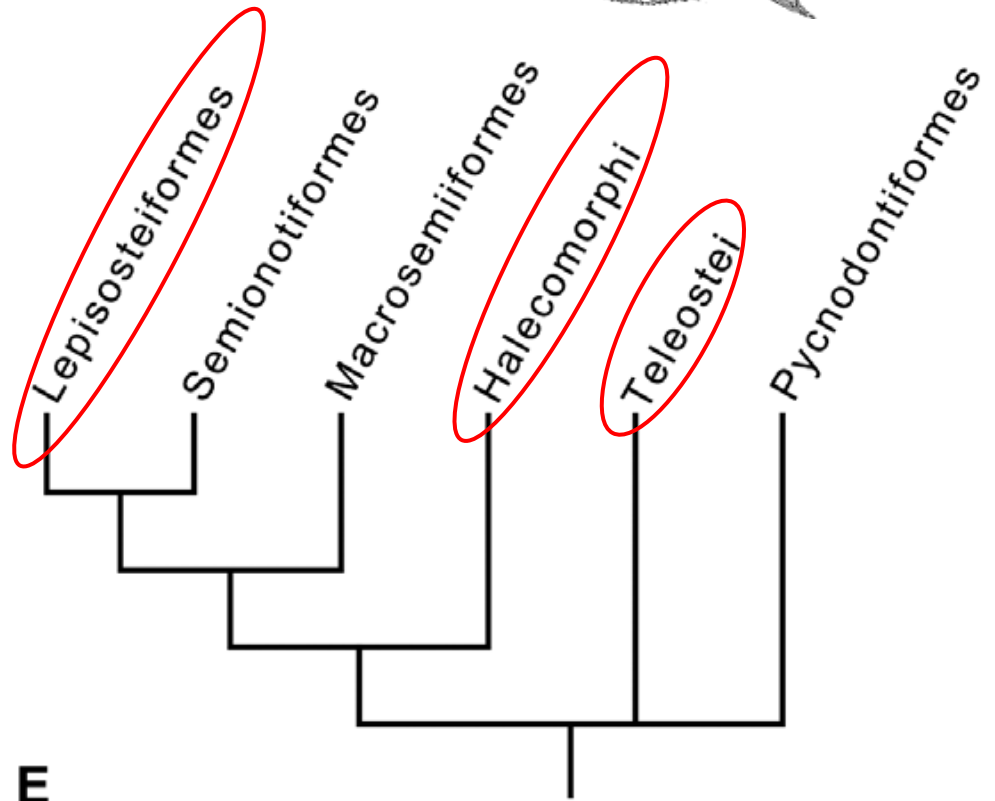 Lepisosteiformes
Semionotiformes
Macrosemiiformes
Halecomorphi
Teleostei
Pycnodontiformes
E